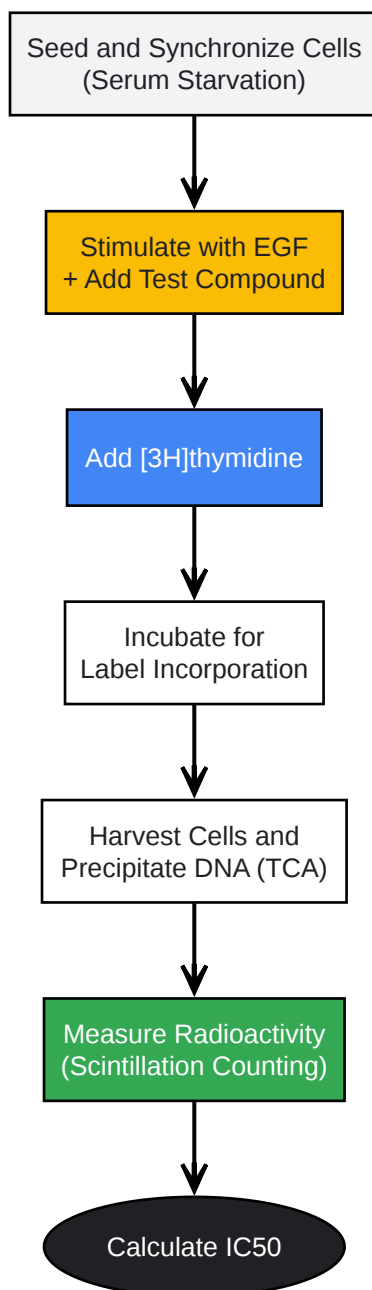 Seed and Synchronize Cells
(Serum Starvation)
Stimulate with EGF
+ Add Test Compound
Add [3H]thymidine
Incubate for
Label Incorporation
Harvest Cells and
Precipitate DNA (TCA)
Measure Radioactivity
(Scintillation Counting)
Calculate IC50